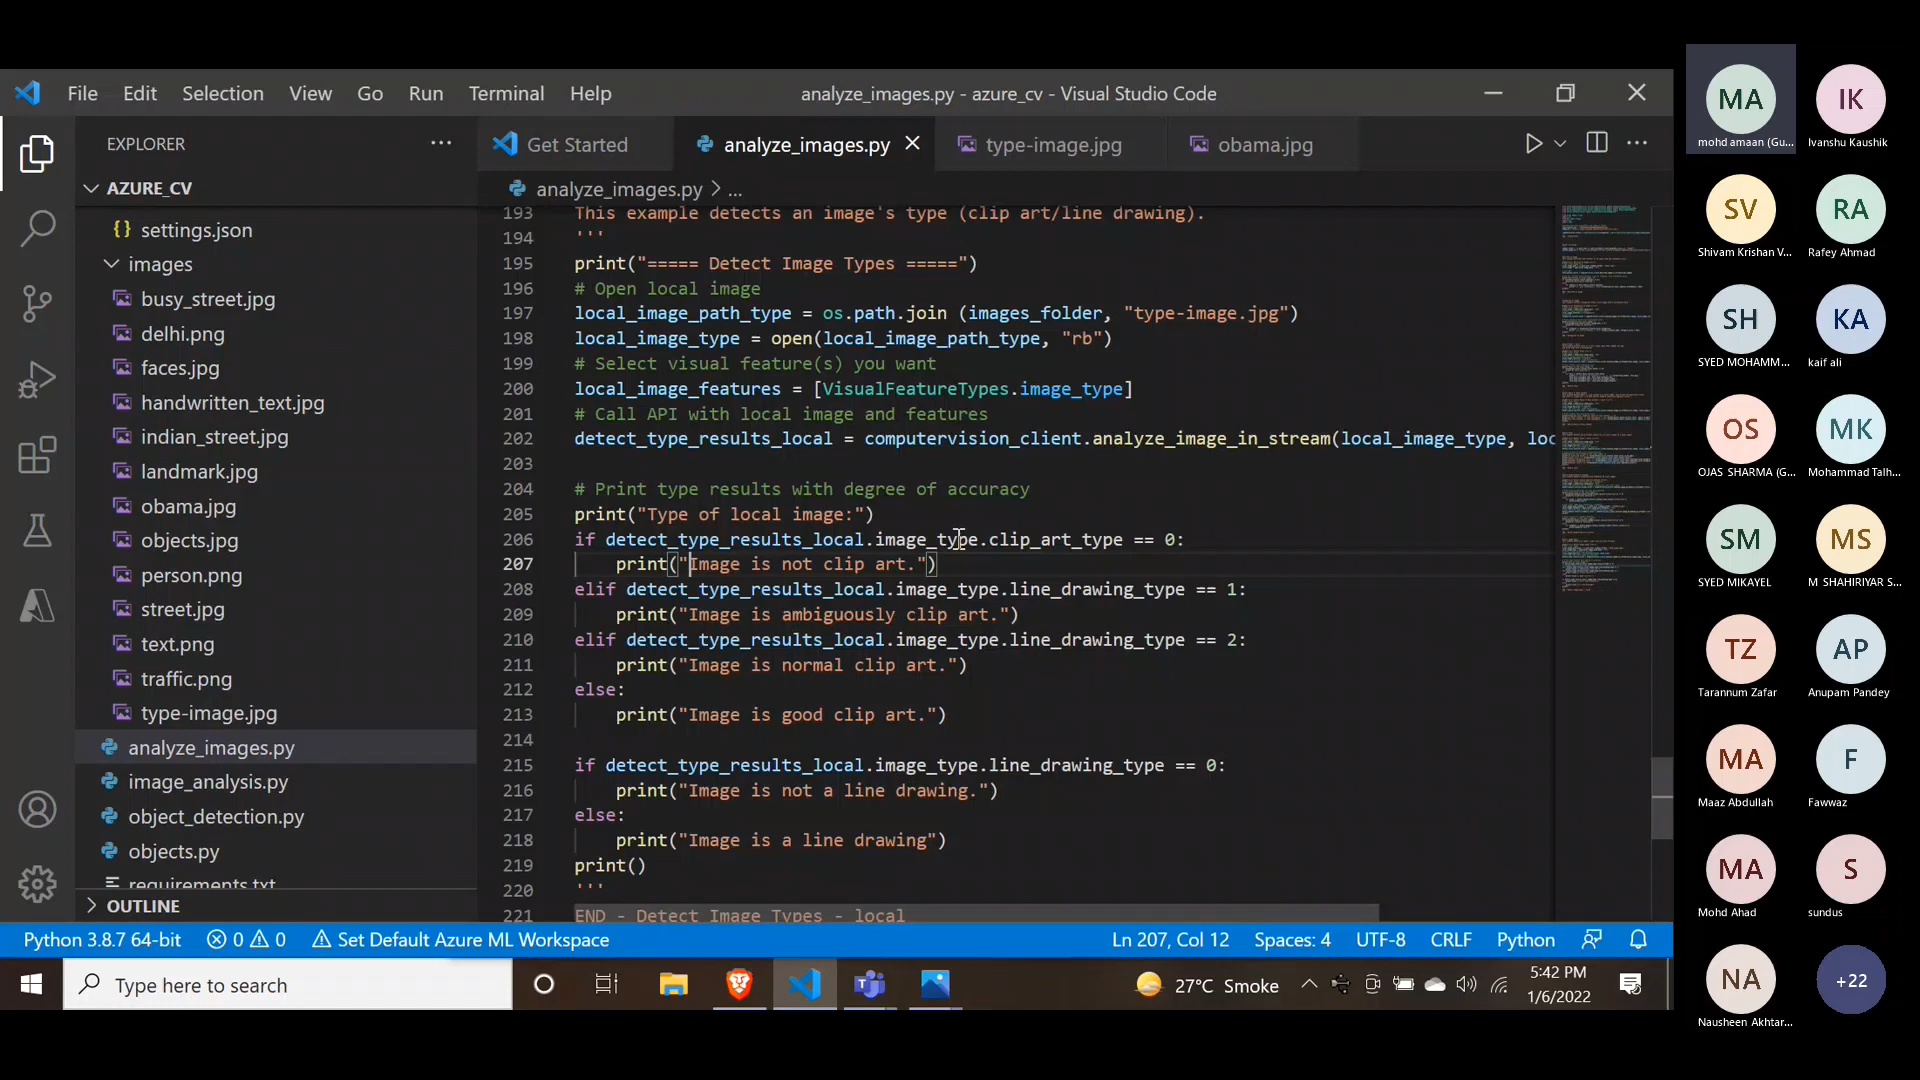 File Edit Selection View Go Run Terminal Help
analyze_images.py - azure_cv - Visual Studio Code
EXPLORER
AZURE_CV
settings.json
images
busy_street.jpg
delhi.png
faces.jpg
handwritten_text.jpg
indian_street.jpg
landmark.jpg
obama.jpg
objects.jpg
person.png
street.jpg
text.png
traffic.png
type-image.jpg
analyze_images.py
image_analysis.py
object_detection.py
objects.py
requirements.txt
OUTLINE
Get Started
analyze_images.py
type-image.jpg
obama.jpg
analyze_images.py > ...
193 This example detects an image's type (clip art/line drawing).
194 '''
195 print("===== Detect Image Types =====")
196 # Open local image
197 local_image_path_type = os.path.join (images_folder, "type-image.jpg")
198 local_image_type = open(local_image_path_type, "rb")
199 # Select visual feature(s) you want
200 local_image_features = [VisualFeatureTypes.image_type]
201 # Call API with local image and features
202 detect_type_results_local = computervision_client.analyze_image_in_stream(local_image_type, loc
203
204 # Print type results with degree of accuracy
205 print("Type of local image:")
206 if detect_type_results_local.image_type.clip_art_type == 0:
207 print("Image is not clip art.")
208 elif detect_type_results_local.image_type.line_drawing_type == 1:
209 print("Image is ambiguously clip art.")
210 elif detect_type_results_local.image_type.line_drawing_type == 2:
211 print("Image is normal clip art.")
212 else:
213 print("Image is good clip art.")
214
215 if detect_type_results_local.image_type.line_drawing_type == 0:
216 print("Image is not a line drawing.")
217 else:
218 print("Image is a line drawing")
219 print()
220 '''
221 END - Detect Image Types - local
Python 3.8.7 64-bit 0 0 Set Default Azure ML Workspace
Ln 207, Col 12 Spaces: 4 UTF-8 CRLF Python
Type here to search
27°C Smoke
5:42 PM
1/6/2022
MA
mohd amaan (Gu...
IK
Ivanshu Kaushik
SV
Shivam Krishan V...
RA
Rafey Ahmad
SH
SYED MOHAMM...
KA
kaif ali
OS
OJAS SHARMA (G...
MK
Mohammad Talh...
SM
SYED MIKAYEL
MS
M SHAHIRIYAR S...
TZ
Tarannum Zafar
AP
Anupam Pandey
MA
Maaz Abdullah
F
Fawwaz
MA
Mohd Ahad
S
sundus
NA
Nausheen Akhtar...
+22